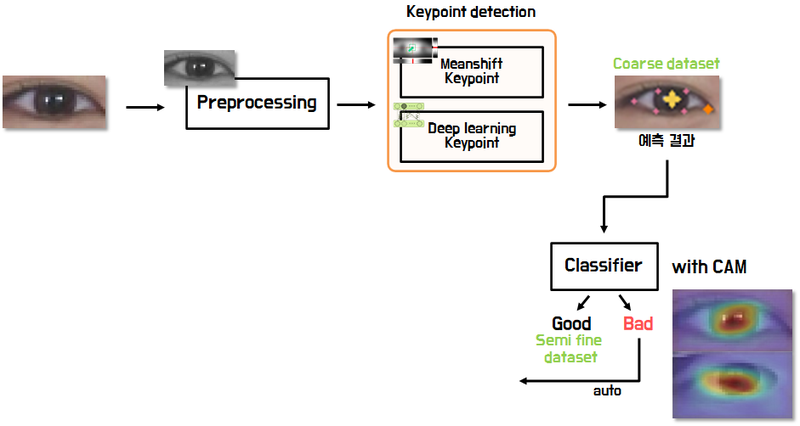 Keypoint detection
Preprocessing
Meanshift
Keypoint
Deep learning
Keypoint
Coarse dataset
예측 결과
Classifier
with CAM
Good
Bad
Semi fine
dataset
auto